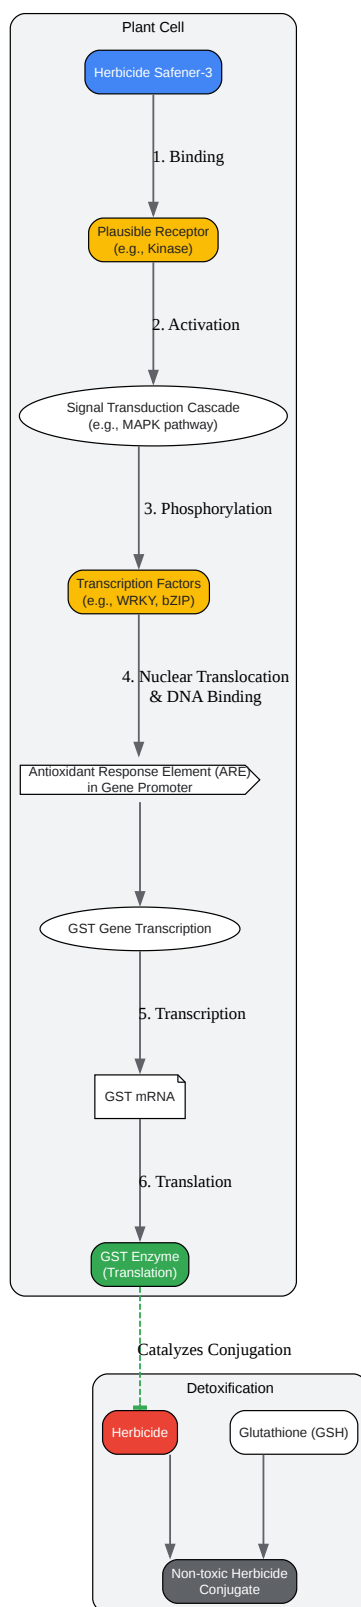 Plant Cell
Herbicide Safener-3
1. Binding
Plausible Receptor
(e.g., Kinase)
2. Activation
Signal Transduction Cascade
(e.g., MAPK pathway)
3. Phosphorylation
Transcription Factors
(e.g., WRKY, bZIP)
4. Nuclear Translocation
& DNA Binding
Antioxidant Response Element (ARE)
in Gene Promoter
GST Gene Transcription
5. Transcription
GST mRNA
6. Translation
GST Enzyme
(Translation)
Catalyzes Conjugation
Detoxification
Herbicide
Glutathione (GSH)
Non-toxic Herbicide
Conjugate